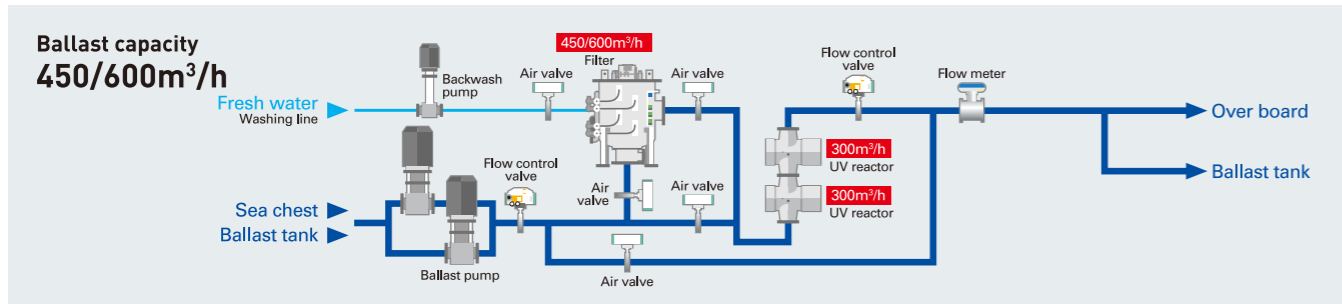 Ballast capacity
450/600m³/h
450/600m³/h
Filter
Air valve
Air valve
Backwash
pump
Fresh water
Washing line
Flow control
valve
Flow meter
Over board
300m³/h
UV reactor
300m³/h
UV reactor
Ballast tank
Flow control
valve
Air
valve
Air valve
Sea chest
Ballast tank
Ballast pump
Air valve